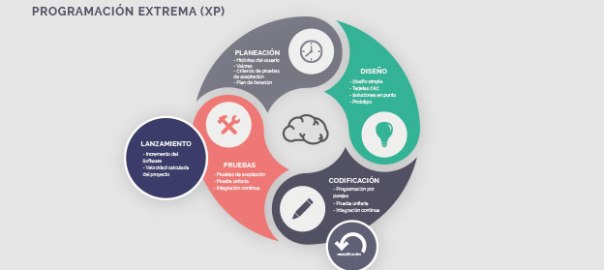 PROGRAMACIÓN EXTREMA (XP)
PLANEACIÓN
- Historias del usuario
- Valores
- Criterios de pruebas
de aceptación
- Plan de iteración
DISEÑO
- Diseño simple
- Tarjetas CRC
- Soluciones en punto
- Prototipo
LANZAMIENTO
- Incremento del
Software
- Velocidad calculada
del proyecto
PRUEBAS
- Pruebas de aceptación
- Prueba unitaria
- Integración continua
CODIFICACIÓN
- Programación por
parejas
- Prueba unitaria
- Integración continua